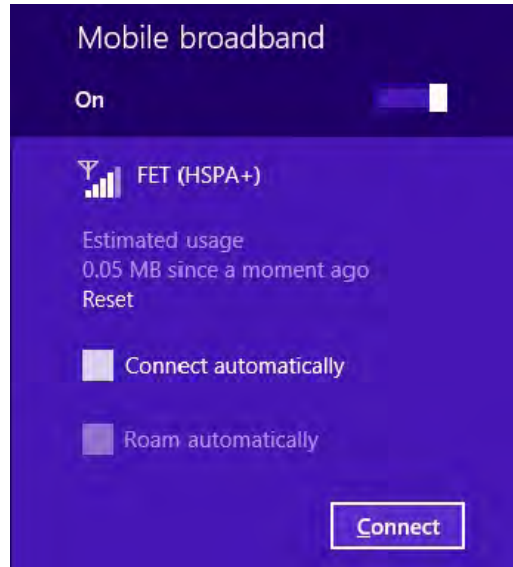 Mobile broadband
On
FET (HSPA+)
Estimated usage
0.05 MB since a moment ago
Reset
Connect automatically
Roam automatically
Connect